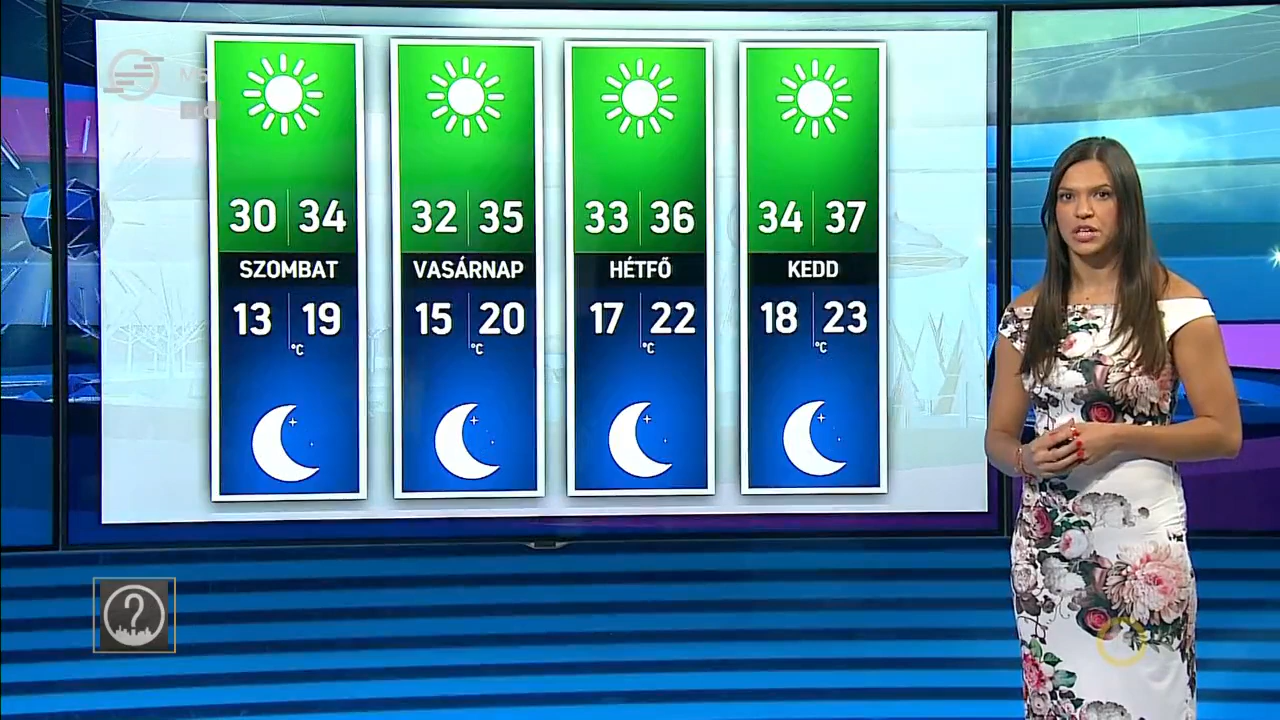 M5
30 34
SZOMBAT
13 19
°C
32 35
VASÁRNAP
15 20
°C
33 36
HÉTFŐ
17 22
°C
34 37
KEDD
18 23
°C
?